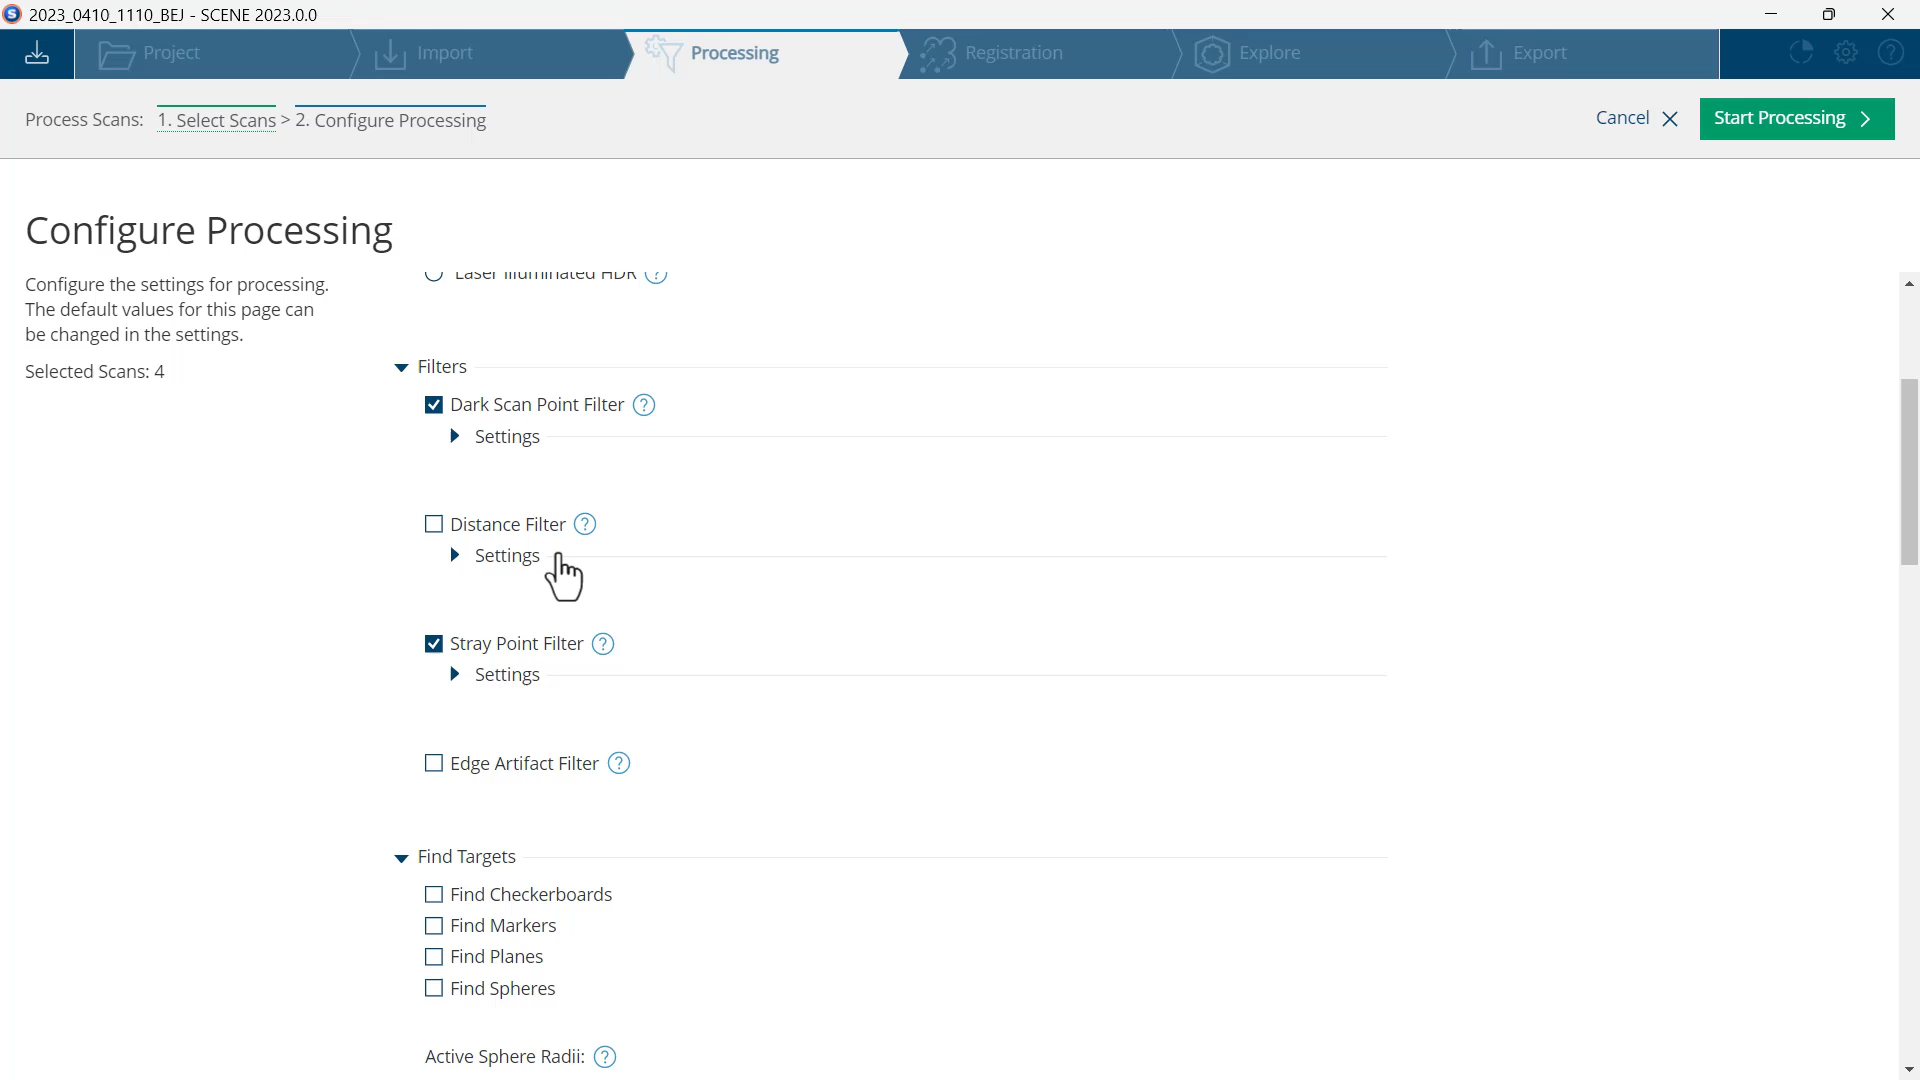 2023_0410_1110_BEJ - SCENE 2023.0.0
Project
Import
Processing
Registration
Explore
Export
Process Scans: 1. Select Scans > 2. Configure Processing
Cancel
Start Processing
Configure Processing
Configure the settings for processing.
The default values for this page can
be changed in the settings.
Selected Scans: 4
Laser Illuminated HDR ?
Filters
Dark Scan Point Filter ?
Settings
Distance Filter ?
Settings
Stray Point Filter ?
Settings
Edge Artifact Filter ?
Find Targets
Find Checkerboards
Find Markers
Find Planes
Find Spheres
Active Sphere Radii: ?